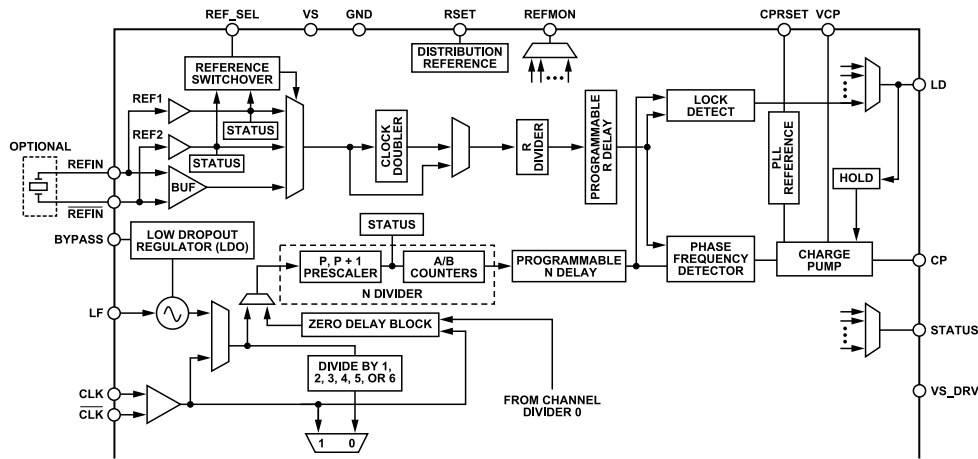 REF_SEL
VS
GND
RSET
REFMON
CPRSET
VCP
DISTRIBUTION
REFERENCE
REFERENCE
SWITCHOVER
LD
REF1
STATUS
LOCK
DETECT
OPTIONAL
REF2
STATUS
CLOCK
DOUBLER
R
DIVIDER
PROGRAMMABLE
R DELAY
PLL
REFERENCE
REFIN
HOLD
BUF
REFIN
BYPASS
LOW DROPOUT
REGULATOR (LDO)
STATUS
P, P + 1
PRESCALER
A/B
COUNTERS
N DIVIDER
PROGRAMMABLE
N DELAY
PHASE
FREQUENCY
DETECTOR
CHARGE
PUMP
CP
LF
ZERO DELAY BLOCK
STATUS
DIVIDE BY 1,
2, 3, 4, 5, OR 6
CLK
CLK
FROM CHANNEL
DIVIDER 0
VS_DRV
1 0